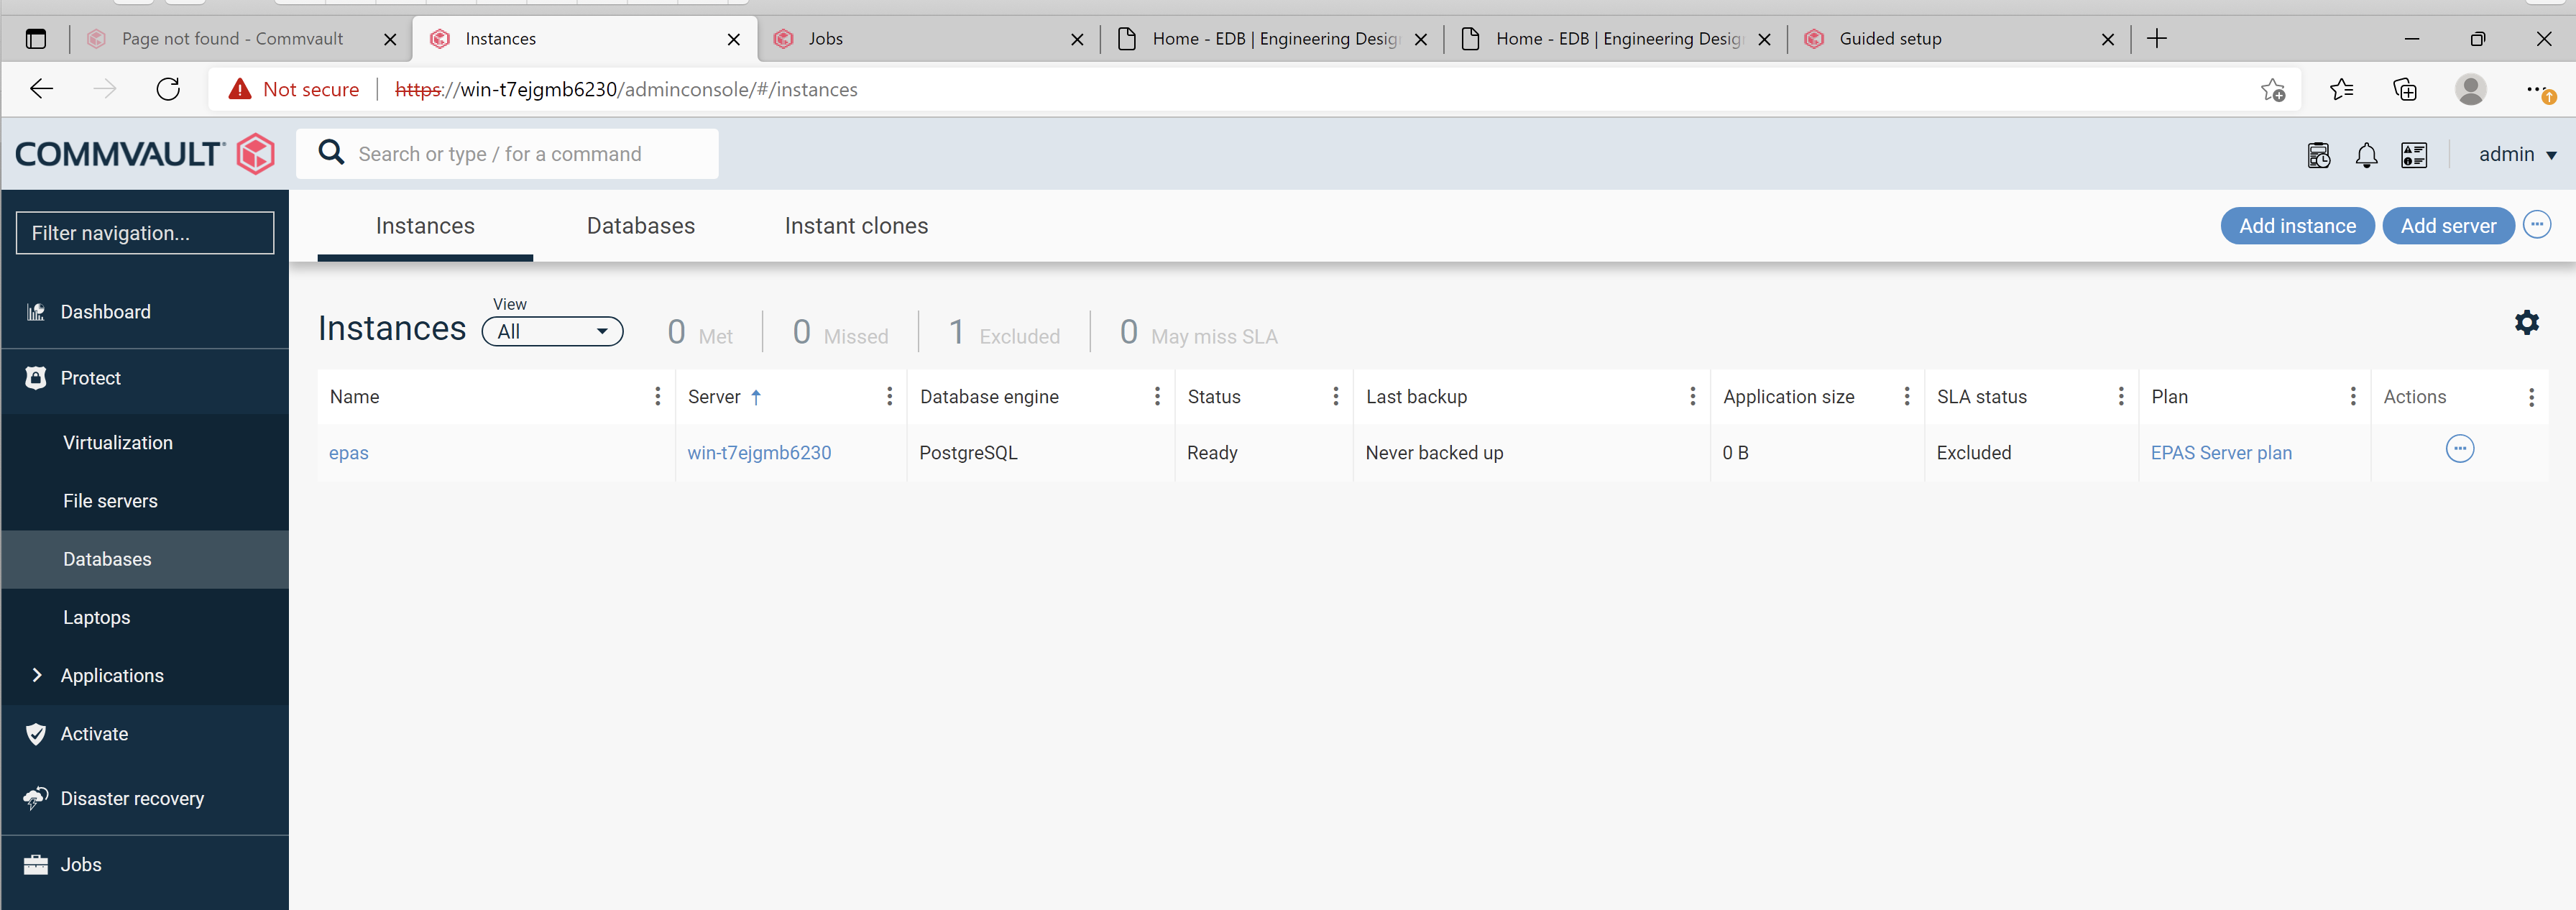 Page not found - Commvault
Instances
Jobs
Home - EDB | Engineering Desig
Home - EDB | Engineering Desig
Guided setup
Not secure
https://win-t7ejgmb6230/adminconsole/#/instances
COMMVAULT
Search or type / for a command
admin
Filter navigation...
Dashboard
Protect
Virtualization
File servers
Databases
Laptops
Applications
Activate
Disaster recovery
Jobs
Instances Databases Instant clones
Add instance Add server
Instances
View
All
0 Met
0 Missed
1 Excluded
0 May miss SLA
Name Server Database engine Status Last backup Application size SLA status Plan Actions
epas win-t7ejgmb6230 PostgreSQL Ready Never backed up 0 B Excluded EPAS Server plan